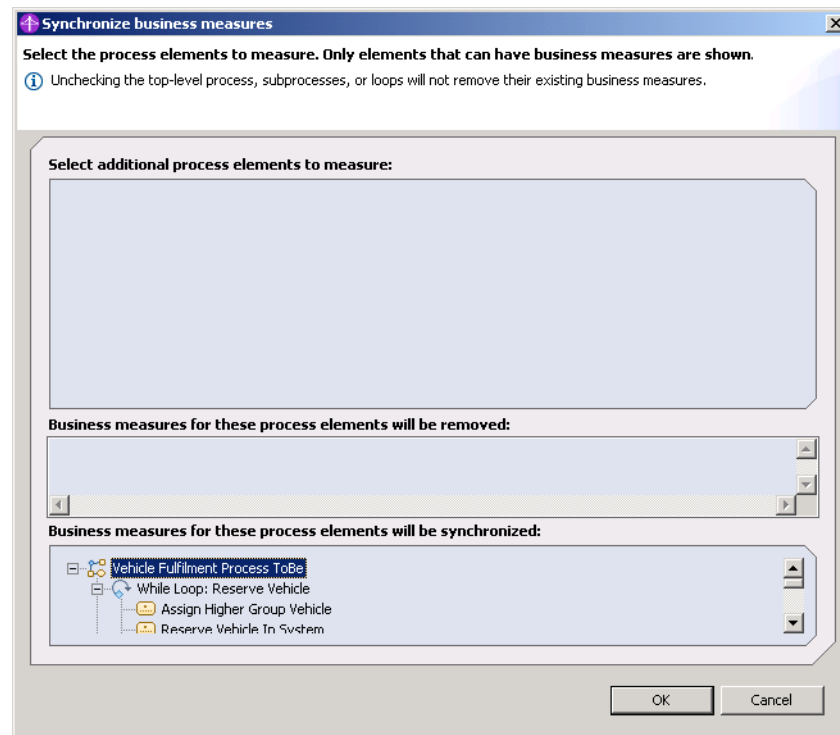 Synchronize business measures
Select the process elements to measure. Only elements that can have business measures are shown.
Unchecking the top-level process, subprocesses, or loops will not remove their existing business measures.
Select additional process elements to measure:
Business measures for these process elements will be removed:
Business measures for these process elements will be synchronized:
Vehicle Fulfilment Process ToBe
While Loop: Reserve Vehicle
Assign Higher Group Vehicle
Reserve Vehicle In System
OK
Cancel